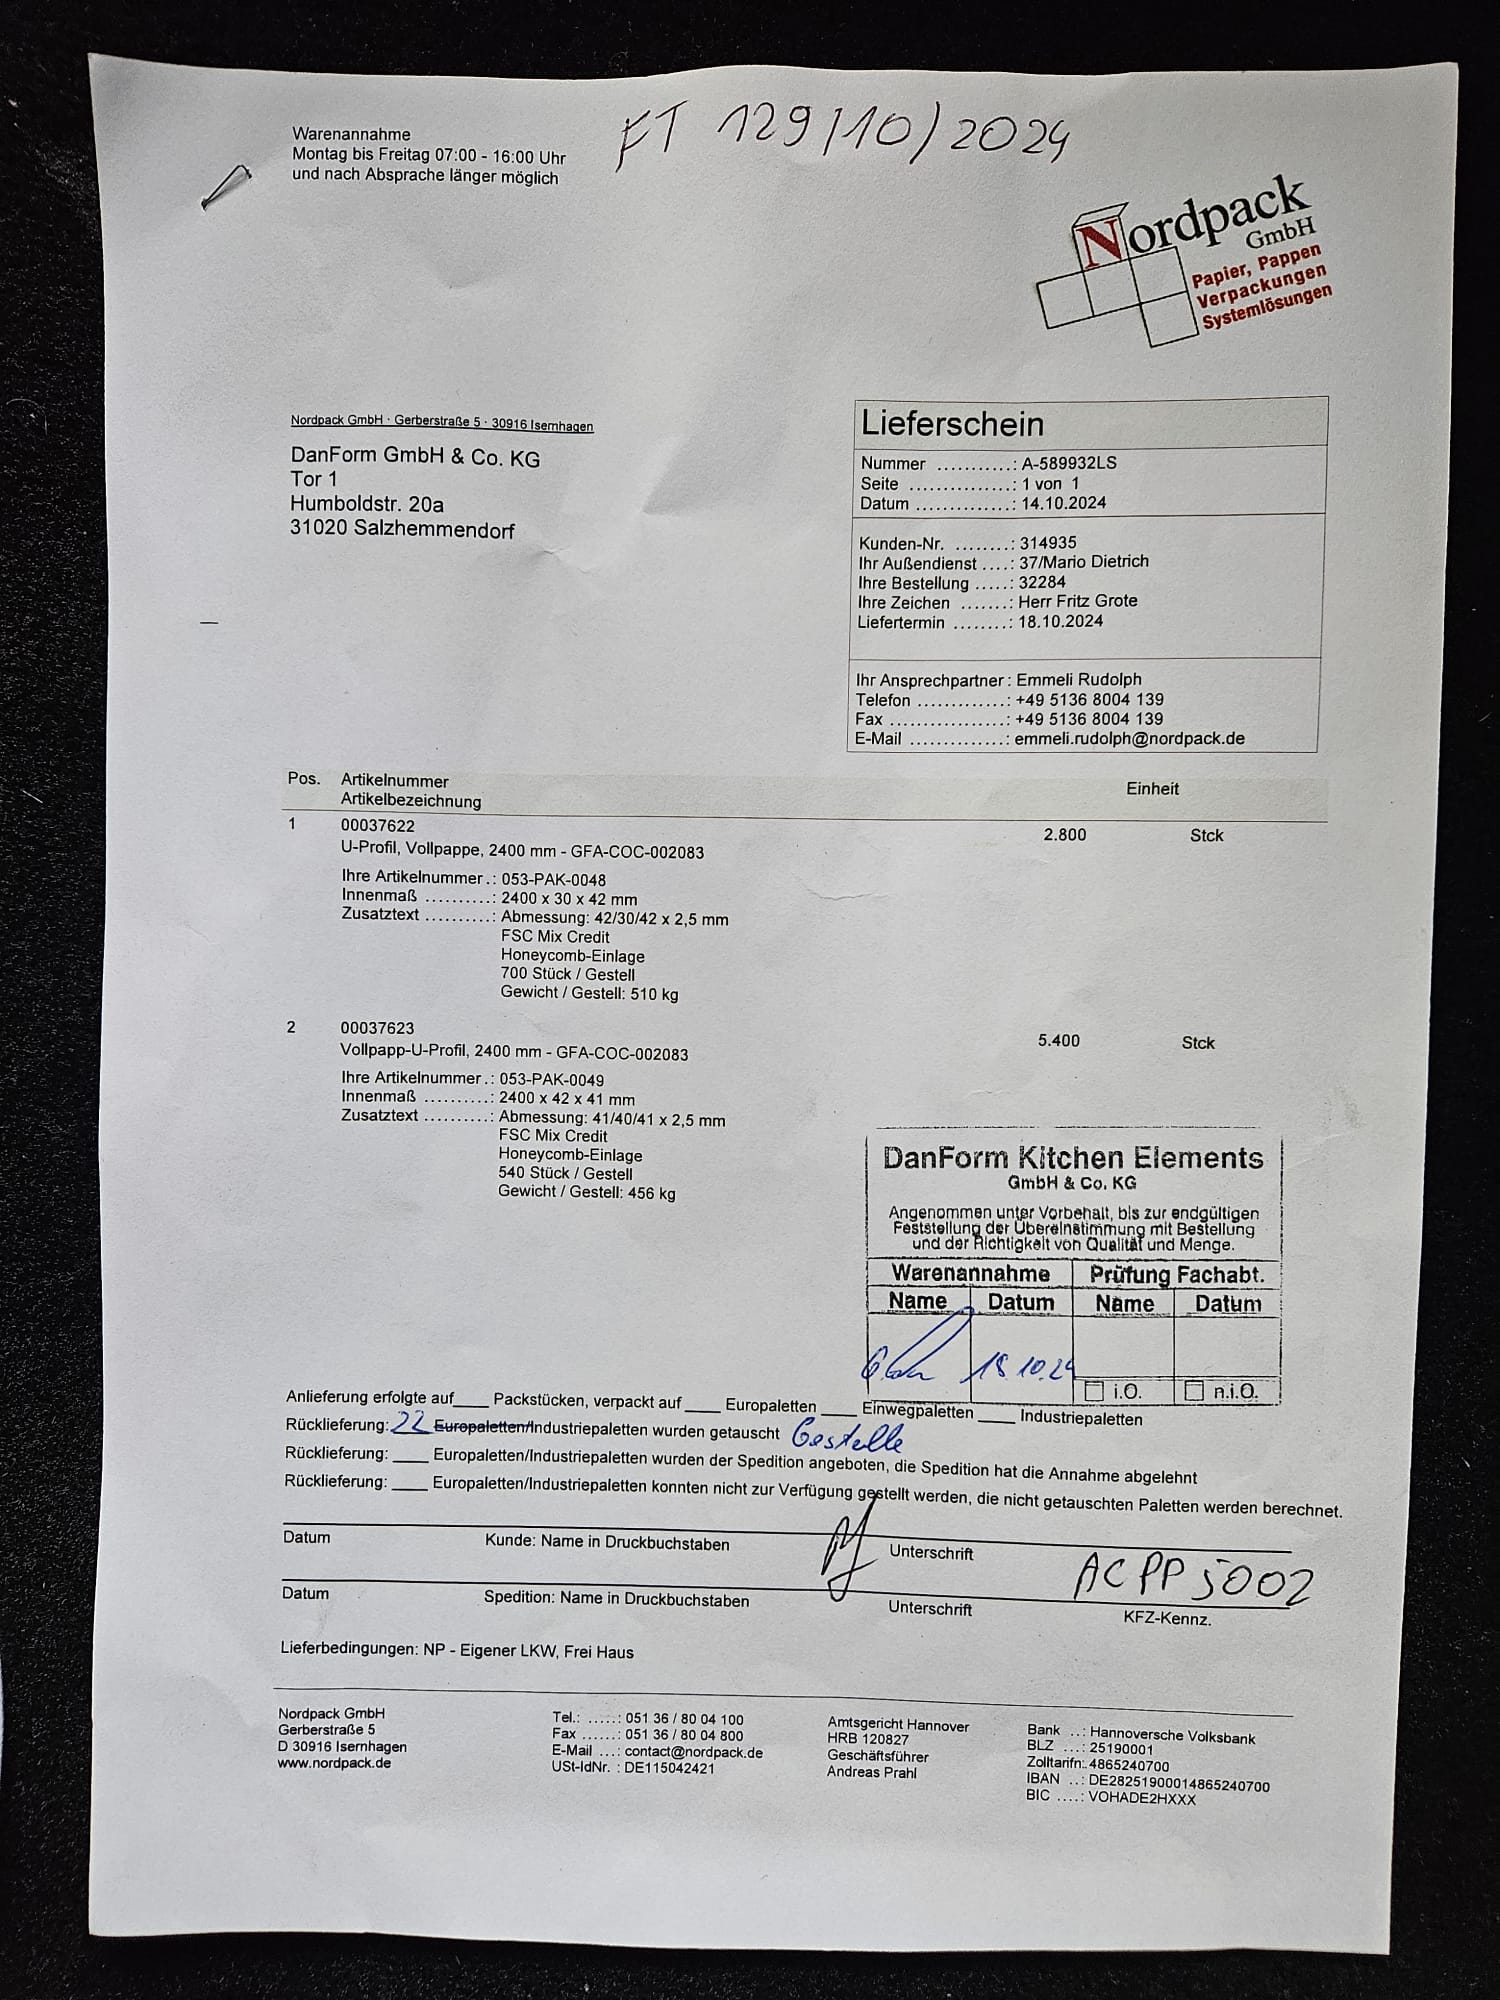 FT 129/10/2024
Warenannahme
Montag bis Freitag 07:00 - 16:00 Uhr
und nach Absprache länger möglich
Nordpack
GmbH
Papier, Pappen
Verpackungen
Systemlösungen
Nordpack GmbH · Gerberstraße 5 · 30916 Isernhagen
DanForm GmbH & Co. KG
Tor 1
Humboldstr. 20a
31020 Salzhemmendorf
Lieferschein
Nummer ...........: A-589932LS
Seite ..............: 1 von 1
Datum .............: 14.10.2024
Kunden-Nr. ........: 314935
Ihr Außendienst ....: 37/Mario Dietrich
Ihre Bestellung .....: 32284
Ihre Zeichen .......: Herr Fritz Grote
Liefertermin ........: 18.10.2024
Ihr Ansprechpartner : Emmeli Rudolph
Telefon ............: +49 5136 8004 139
Fax ................: +49 5136 8004 139
E-Mail .............: emmeli.rudolph@nordpack.de
Pos. Artikelnummer Einheit
Artikelbezeichnung
1 00037622 2.800 Stck
U-Profil, Vollpappe, 2400 mm - GFA-COC-002083
Ihre Artikelnummer .: 053-PAK-0048
Innenmaß ..........: 2400 x 30 x 42 mm
Zusatztext ..........: Abmessung: 42/30/42 x 2,5 mm
FSC Mix Credit
Honeycomb-Einlage
700 Stück / Gestell
Gewicht / Gestell: 510 kg
2 00037623 5.400 Stck
Vollpapp-U-Profil, 2400 mm - GFA-COC-002083
Ihre Artikelnummer .: 053-PAK-0049
Innenmaß ..........: 2400 x 42 x 41 mm
Zusatztext ..........: Abmessung: 41/40/41 x 2,5 mm
FSC Mix Credit
Honeycomb-Einlage
540 Stück / Gestell
Gewicht / Gestell: 456 kg
DanForm Kitchen Elements
GmbH & Co. KG
Angenommen unter Vorbehalt, bis zur endgültigen
Feststellung der Übereinstimmung mit Bestellung
und der Richtigkeit von Qualität und Menge.
Warenannahme Prüfung Fachabt.
Name Datum Name Datum
18.10.24
i.O. n.i.O.
Anlieferung erfolgte auf____ Packstücken, verpackt auf ____ Europaletten ____ Einwegpaletten ____ Industriepaletten
Rücklieferung: 22 Europaletten/Industriepaletten wurden getauscht Gestelle
Rücklieferung: ____ Europaletten/Industriepaletten wurden der Spedition angeboten, die Spedition hat die Annahme abgelehnt
Rücklieferung: ____ Europaletten/Industriepaletten konnten nicht zur Verfügung gestellt werden, die nicht getauschten Paletten werden berechnet.
Datum Kunde: Name in Druckbuchstaben Unterschrift
ACPP 5002
Datum Spedition: Name in Druckbuchstaben Unterschrift KFZ-Kennz.
Lieferbedingungen: NP - Eigener LKW, Frei Haus
Nordpack GmbH
Gerberstraße 5
D 30916 Isernhagen
www.nordpack.de
Tel.: ......: 051 36 / 80 04 100
Fax ......: 051 36 / 80 04 800
E-Mail ...: contact@nordpack.de
USt-IdNr. : DE115042421
Amtsgericht Hannover
HRB 120827
Geschäftsführer
Andreas Prahl
Bank ..: Hannoversche Volksbank
BLZ ...: 25190001
Zolltarifn: 4865240700
IBAN ..: DE28251900014865240700
BIC ....: VOHADE2HXXX